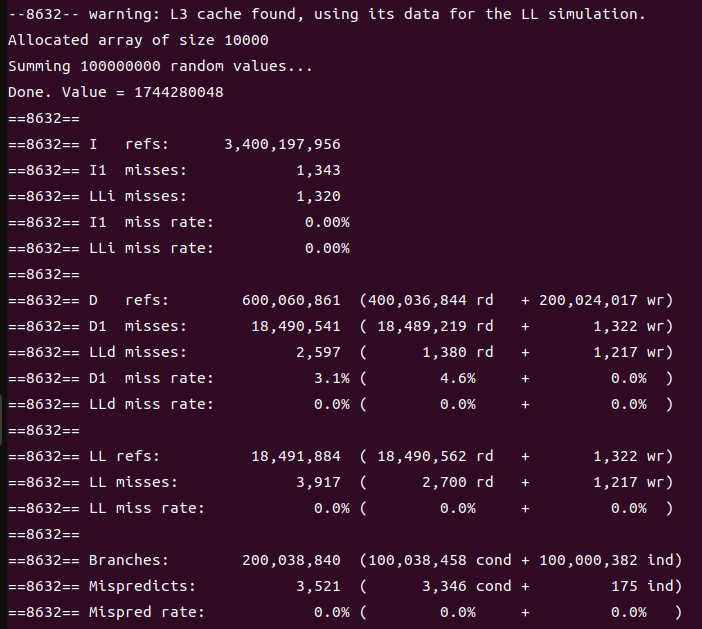 --8632-- warning: L3 cache found, using its data for the LL simulation.
Allocated array of size 10000
Summing 100000000 random values...
Done. Value = 1744280048
==8632==
==8632== I   refs:      3,400,197,956
==8632== I1  misses:            1,343
==8632== LLi misses:            1,320
==8632== I1  miss rate:          0.00%
==8632== LLi miss rate:          0.00%
==8632==
==8632== D   refs:        600,060,861  (400,036,844 rd   + 200,024,017 wr)
==8632== D1  misses:       18,490,541  ( 18,489,219 rd   +       1,322 wr)
==8632== LLd misses:            2,597  (      1,380 rd   +       1,217 wr)
==8632== D1  miss rate:           3.1% (        4.6%     +         0.0%  )
==8632== LLd miss rate:           0.0% (        0.0%     +         0.0%  )
==8632==
==8632== LL refs:          18,491,884  ( 18,490,562 rd   +       1,322 wr)
==8632== LL misses:             3,917  (      2,700 rd   +       1,217 wr)
==8632== LL miss rate:            0.0% (        0.0%     +         0.0%  )
==8632==
==8632== Branches:        200,038,840  (100,038,458 cond + 100,000,382 ind)
==8632== Mispredicts:           3,521  (      3,346 cond +         175 ind)
==8632== Mispred rate:            0.0% (        0.0%     +         0.0%   )